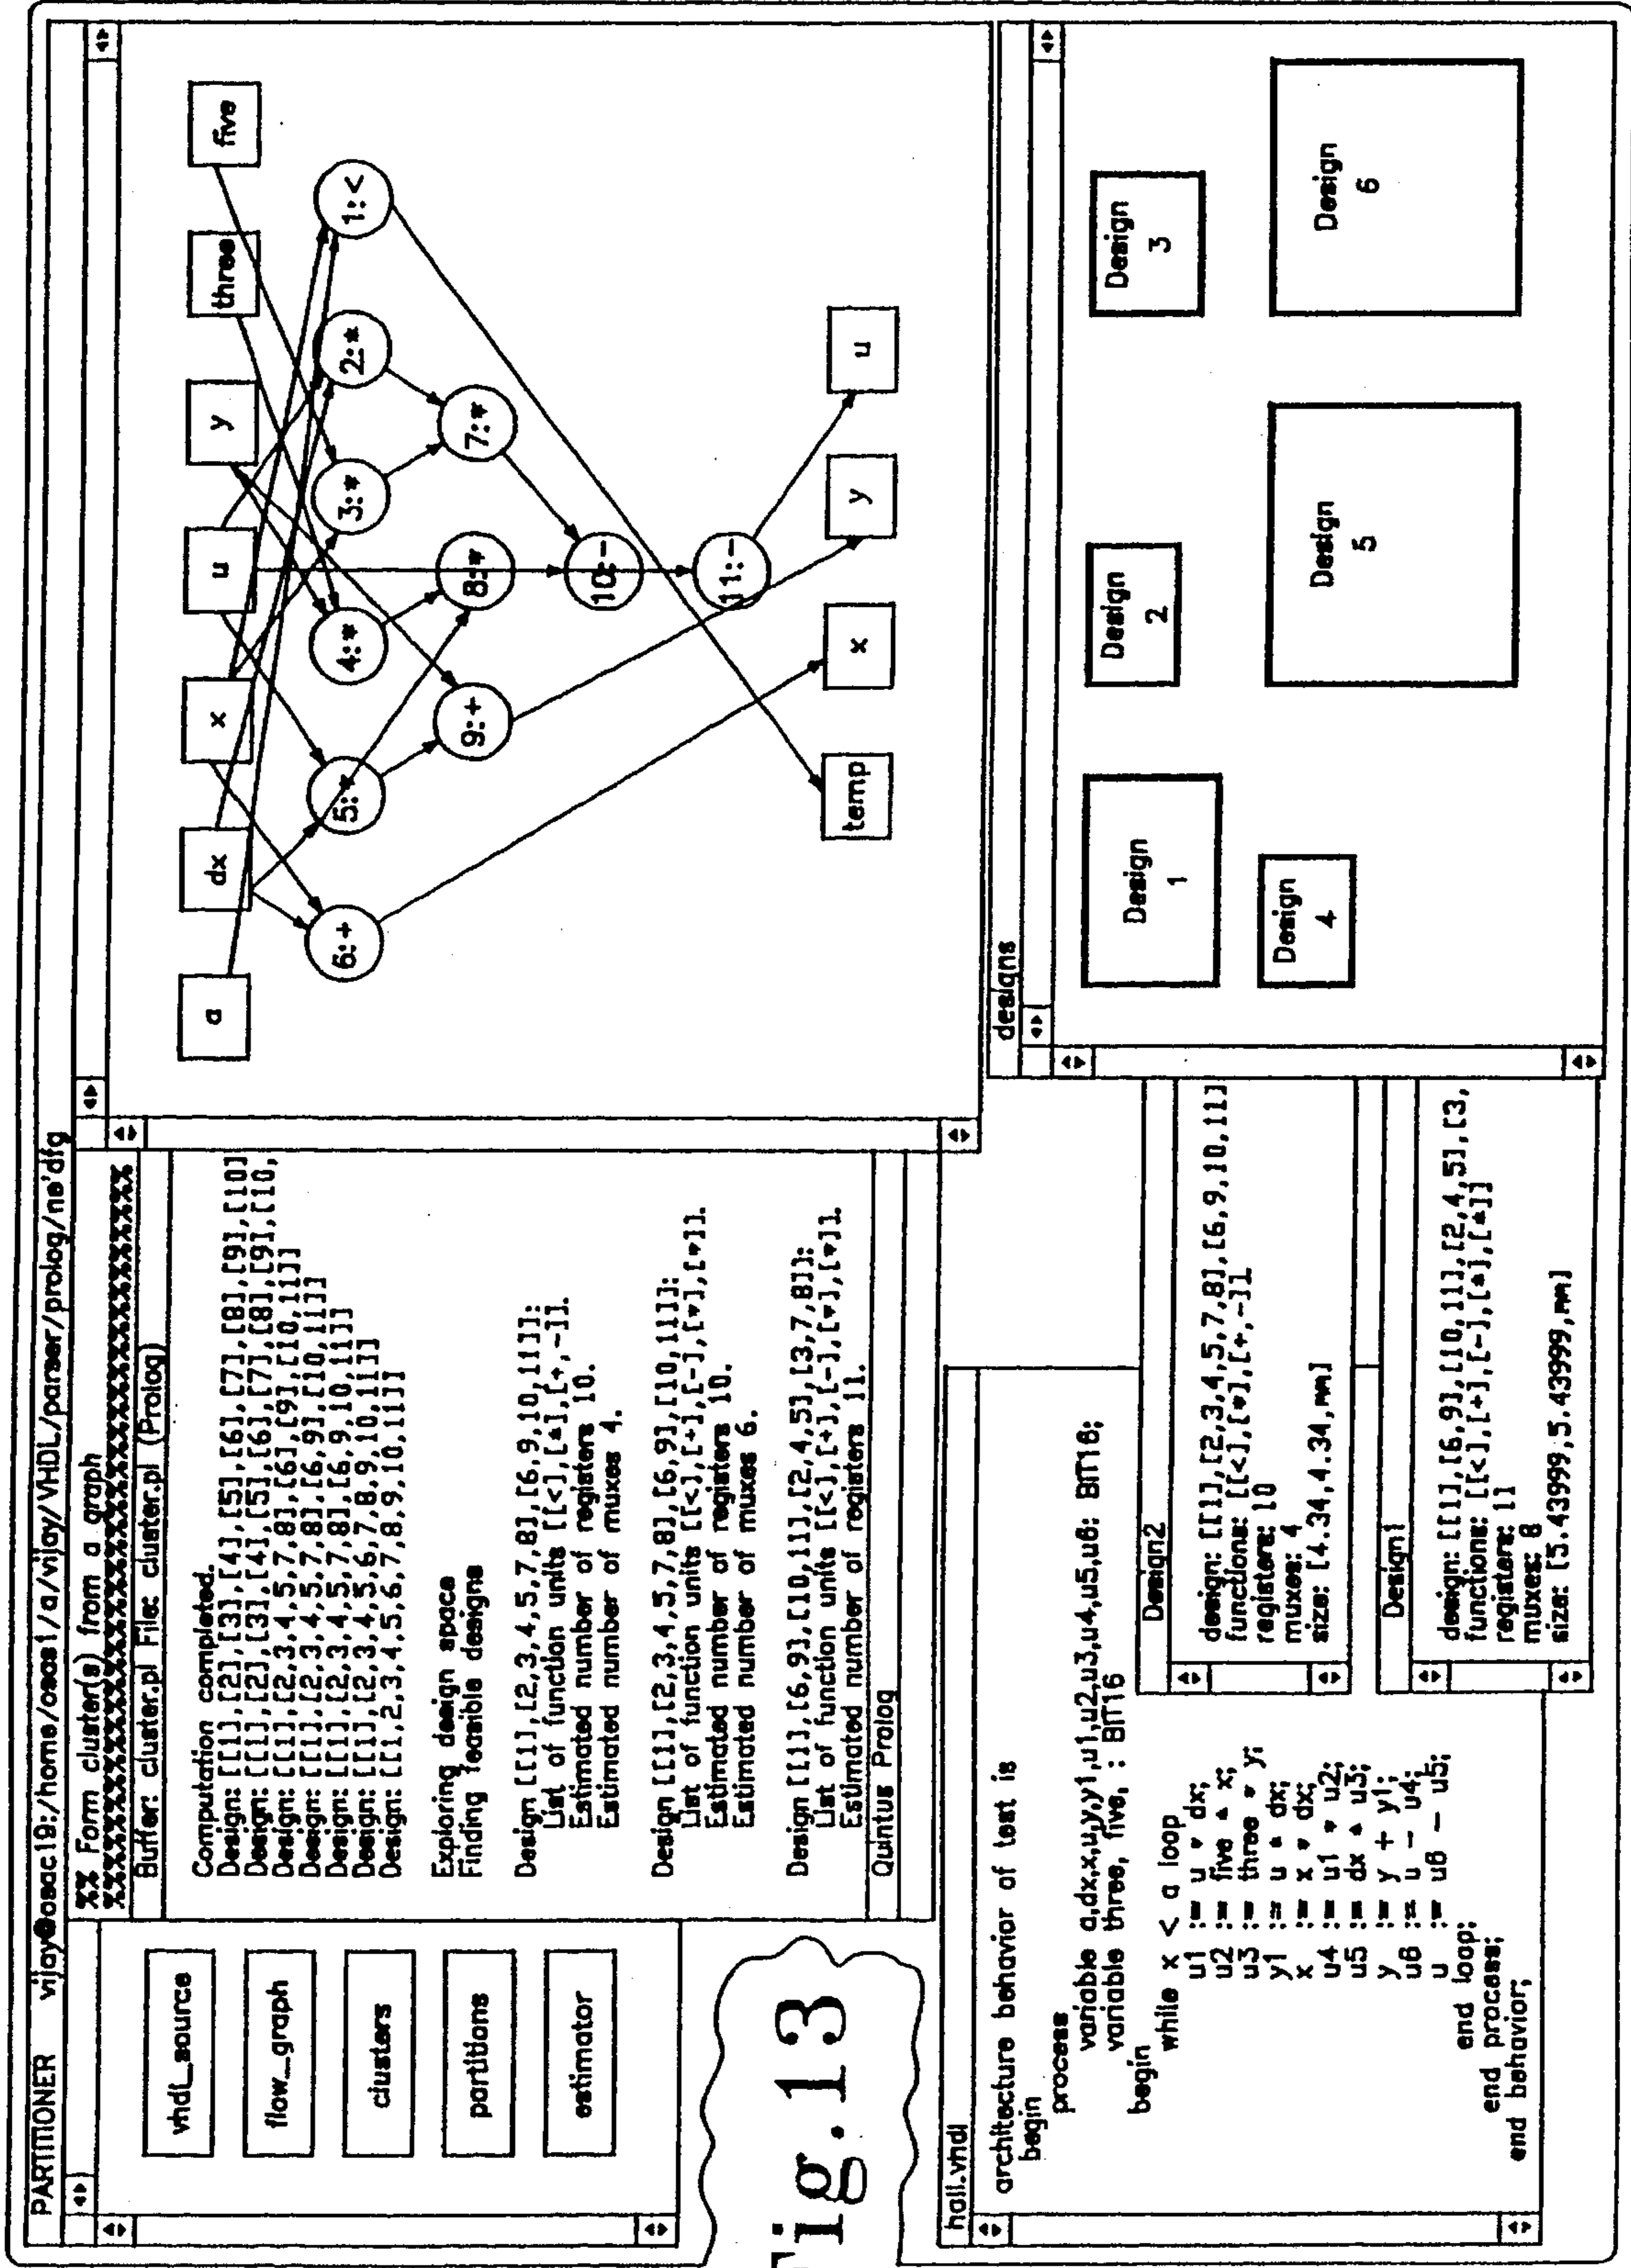 PARTITIONER vijay@asac19:/home/asas1/a/vijay/VHDL/parser/prolog/ns'dfg
vhdl_source
flow_graph
clusters
partitions
estimator
%% Form cluster(s) from a graph
%%%%%%%%%%%%%%%%%%%%%%%%%%%%%%
Buffer: cluster.pl File: cluster.pl (Prolog)
Computation completed.
Design: [[1],[2],[3],[4],[5],[6],[7],[8],[9],[10]
Design: [[1],[2],[3],[4],[5],[6],[7],[8],[9],[10,
Design: [[1],[2,3,4,5,7,8],[6],[9],[10,11]]
Design: [[1],[2,3,4,5,7,8],[6,9],[10,11]]
Design: [[1],[2,3,4,5,7,8],[6,9,10,11]]
Design: [[1],[2,3,4,5,6,7,8,9,10,11]]
Design: [[1,2,3,4,5,6,7,8,9,10,11]]
Exploring design space
Finding feasible designs
Design [[1],[2,3,4,5,7,8],[6,9,10,11]]:
List of function units [[<],[*],[+,-]].
Estimated number of registers 10.
Estimated number of muxes 4.
Design [[1],[2,3,4,5,7,8],[6,9],[10,11]]:
List of function units [[<],[+],[-],[*],[*]].
Estimated number of registers 10.
Estimated number of muxes 6.
Design [[1],[6,9],[10,11],[2,4,5],[3,7,8]]:
List of function units [[<],[+],[-],[*],[*]].
Estimated number of registers 11.
Quintus Prolog
a
dx
x
u
y
three
five
6:+
5:*
4:*
3:*
2:*
1:<
9:+
8:*
7:*
10:-
11:-
temp
x
y
u
Fig.13
hall.vhdl
architecture behavior of test is
begin
process
variable a,dx,x,u,y,y1,u1,u2,u3,u4,u5,u6: BIT16;
variable three, five, : BIT16
begin
while x < a loop
u1 := u * dx;
u2 := five * x;
u3 := three * y;
y1 := u * dx;
x := x * dx;
u4 := u1 * u2;
u5 := dx * u3;
y := y + y1;
u6 := u - u4;
u := u6 - u5;
end loop;
end process;
end behavior;
Design2
design: [[1],[2,3,4,5,7,8],[6,9,10,11]
functions: [[<],[*],[+,-]]
registers: 10
muxes: 4
size: [4.34,4.34,mm]
Design1
design: [[1],[6,9],[10,11],[2,4,5],[3,
functions: [[<],[+],[-],[*],[*]]
registers: 11
muxes: 8
size: [5.43999,5.43999,mm]
designs
Design
1
Design
2
Design
3
Design
4
Design
5
Design
6